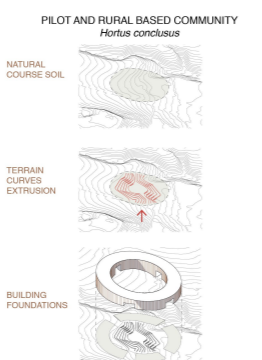 PILOT AND RURAL BASED COMMUNITY
Hortus conclusus
NATURAL
COURSE SOIL
TERRAIN
CURVES
EXTRUSION
BUILDING
FOUNDATIONS